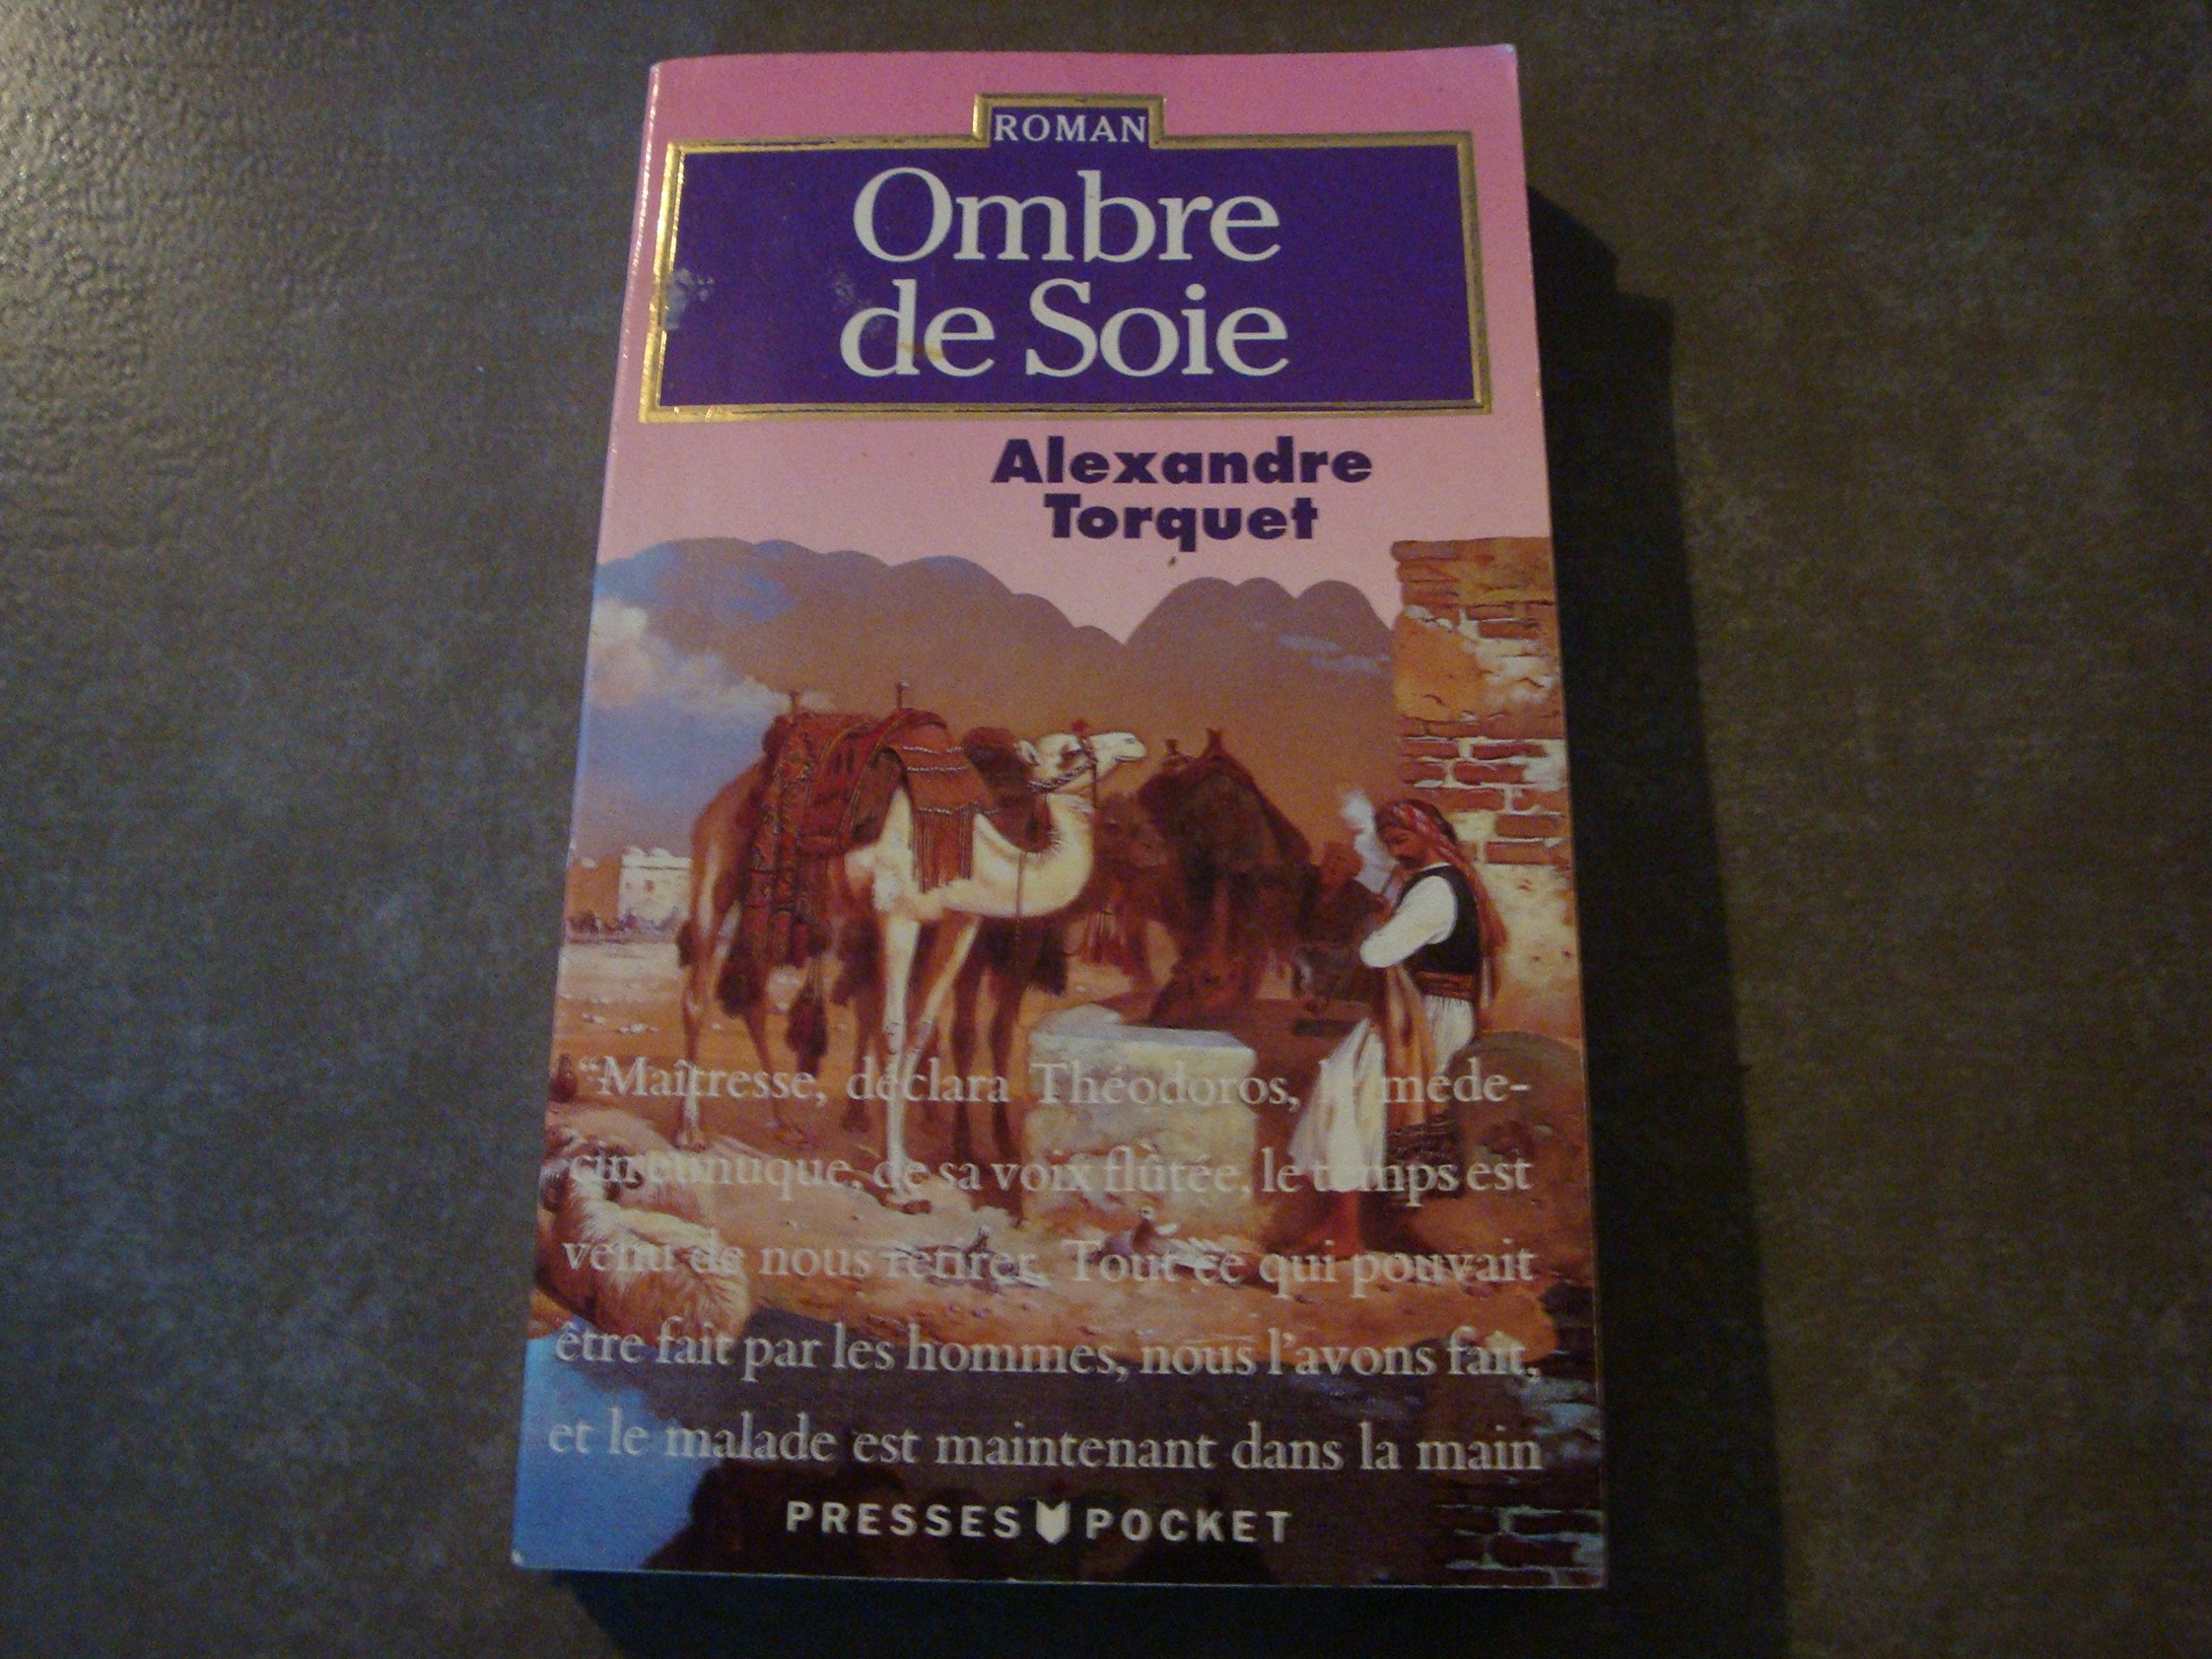 ROMAN
Ombre
de Soie
Alexandre
Torquet
“Maîtresse, déclara Théodoros, le méde-
cin eunuque, de sa voix flûtée, le temps est
venu de nous retirer. Tout ce qui pouvait
être fait par les hommes, nous l'avons fait,
et le malade est maintenant dans la main
PRESSES POCKET